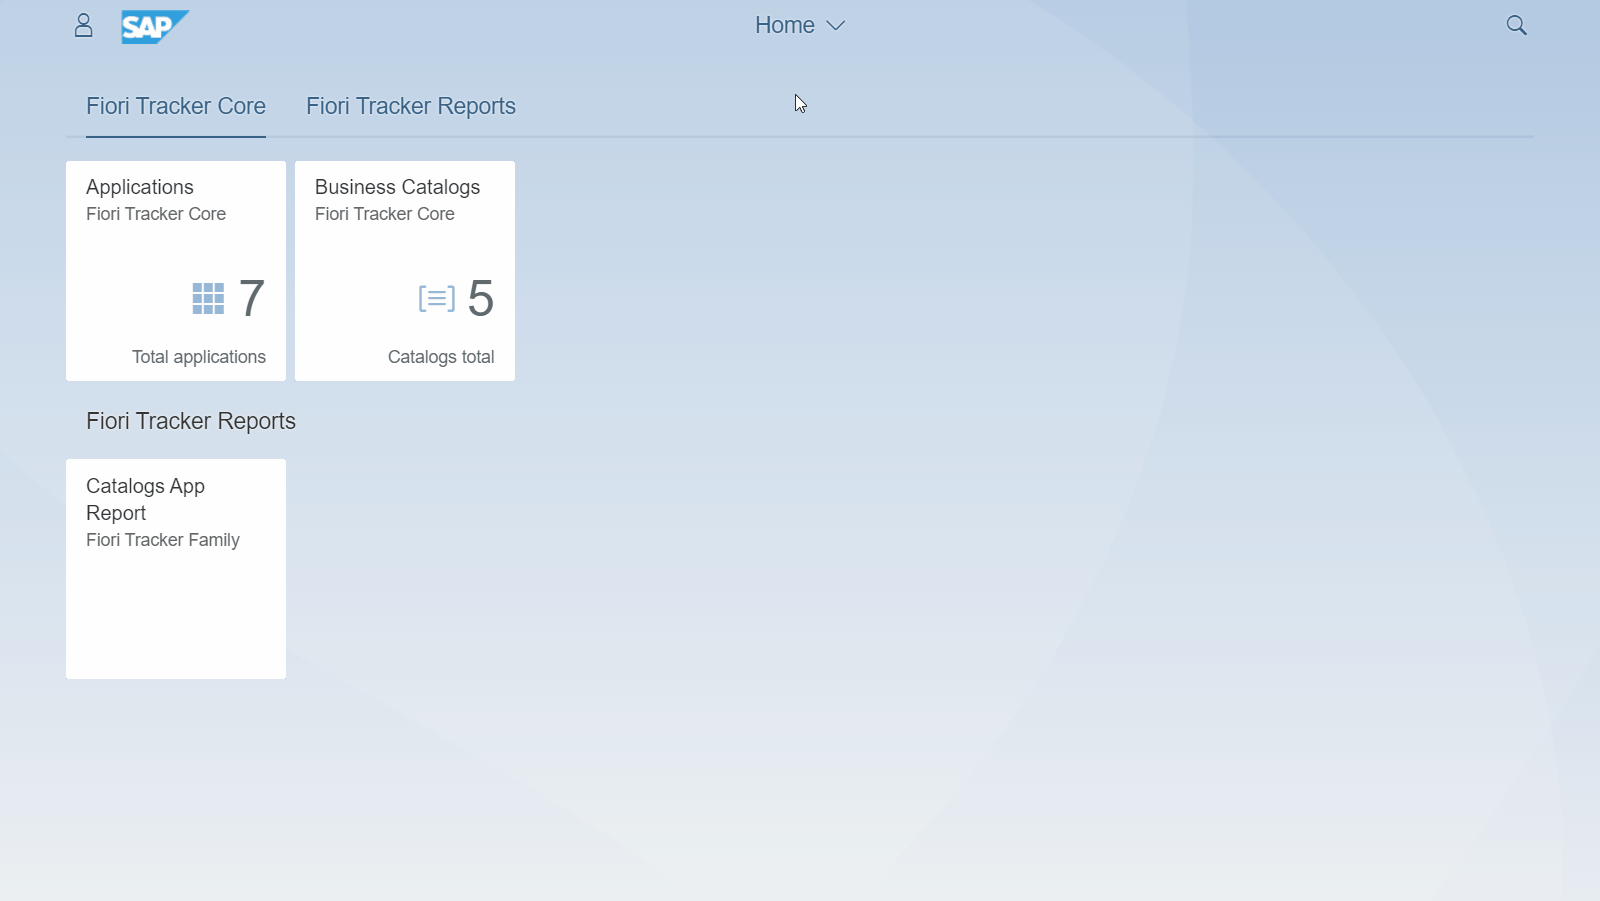 SAP
Home
Fiori Tracker Core
Fiori Tracker Reports
Applications
Fiori Tracker Core
7
Total applications
Business Catalogs
Fiori Tracker Core
5
Catalogs total
Fiori Tracker Reports
Catalogs App
Report
Fiori Tracker Family